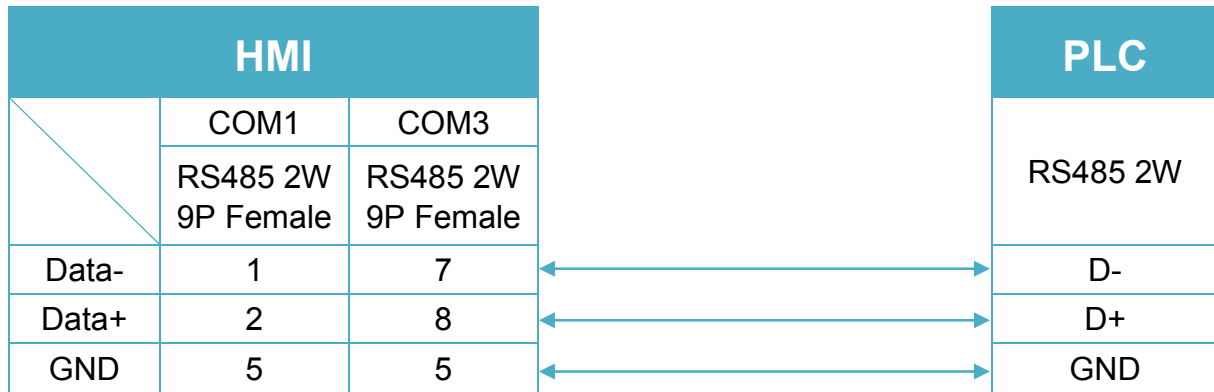 HMI
PLC
COM1 COM3
RS485 2W RS485 2W
9P Female 9P Female
RS485 2W
Data- 1 7 D-
Data+ 2 8 D+
GND 5 5 GND